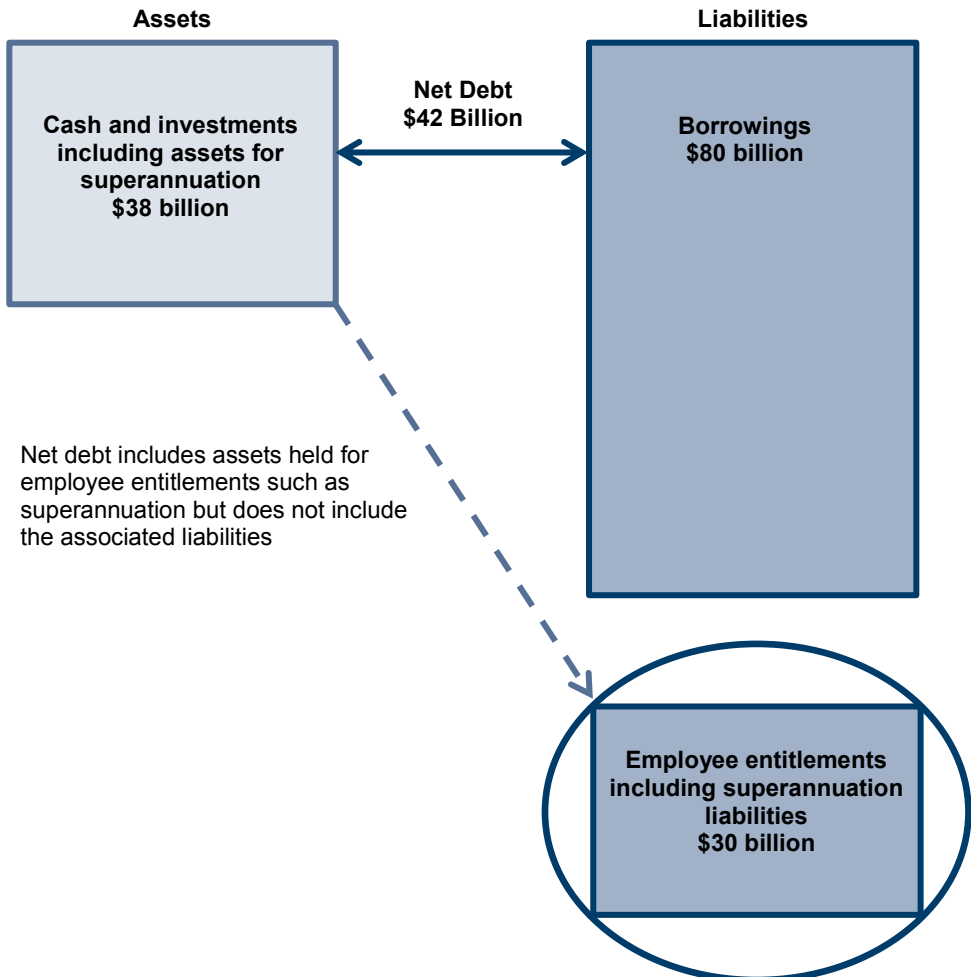 Assets
Liabilities
Net Debt
$42 Billion
Cash and investments
including assets for
superannuation
$38 billion
Borrowings
$80 billion
Net debt includes assets held for
employee entitlements such as
superannuation but does not include
the associated liabilities
Employee entitlements
including superannuation
liabilities
$30 billion